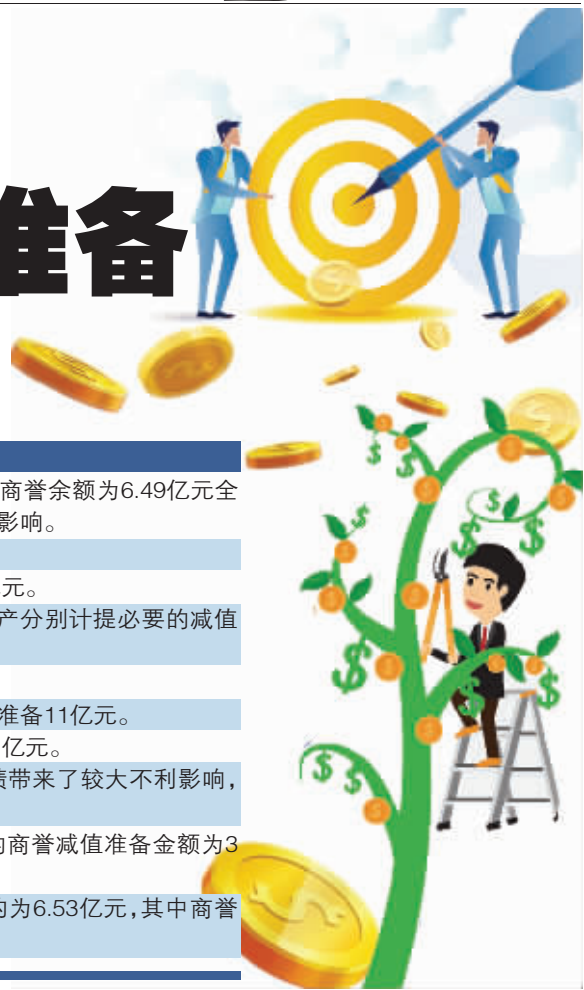 准备
商誉余额为6.49亿元全
影响。
元。
产分别计提必要的减值
准备11亿元。
亿元。
绩带来了较大不利影响，
的商誉减值准备金额为3
约为6.53亿元，其中商誉